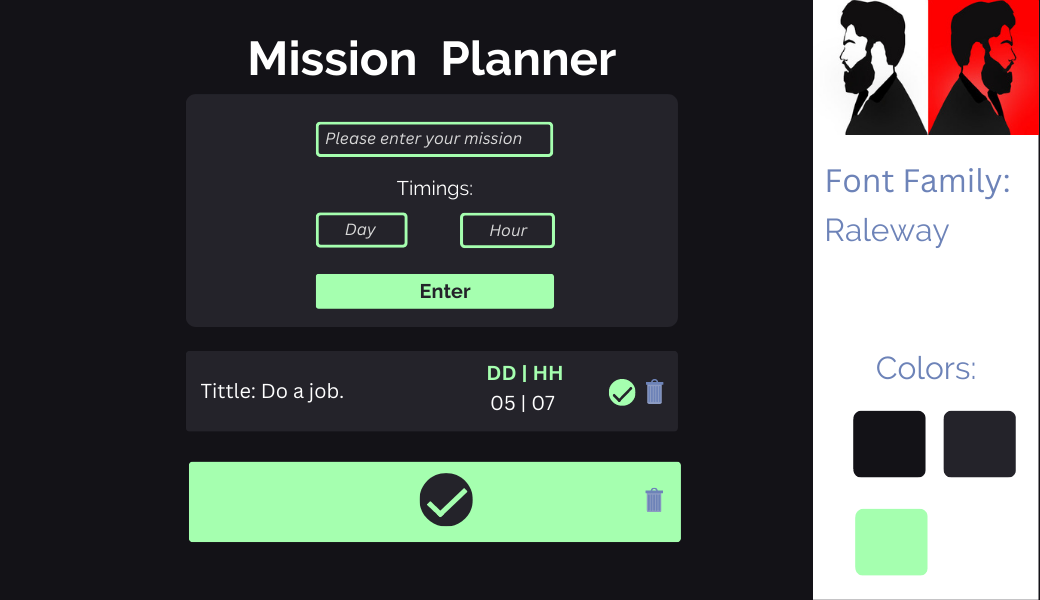 Mission Planner
Please enter your mission
Timings:
Day
Hour
Enter
Tittle: Do a job.
DD | HH
05 | 07
Font Family:
Raleway
Colors: